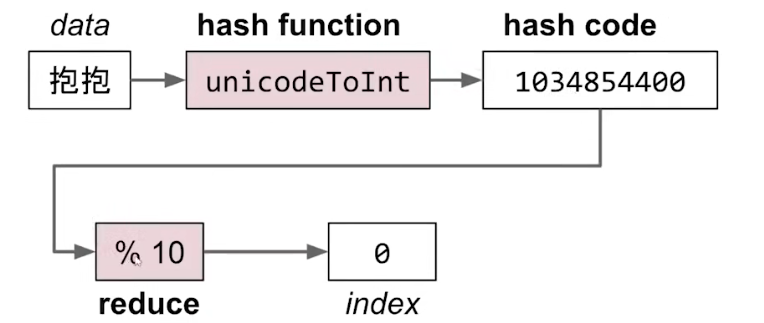 data
hash function
hash code
抱抱
unicodeToInt
1034854400
% 10
0
reduce
index